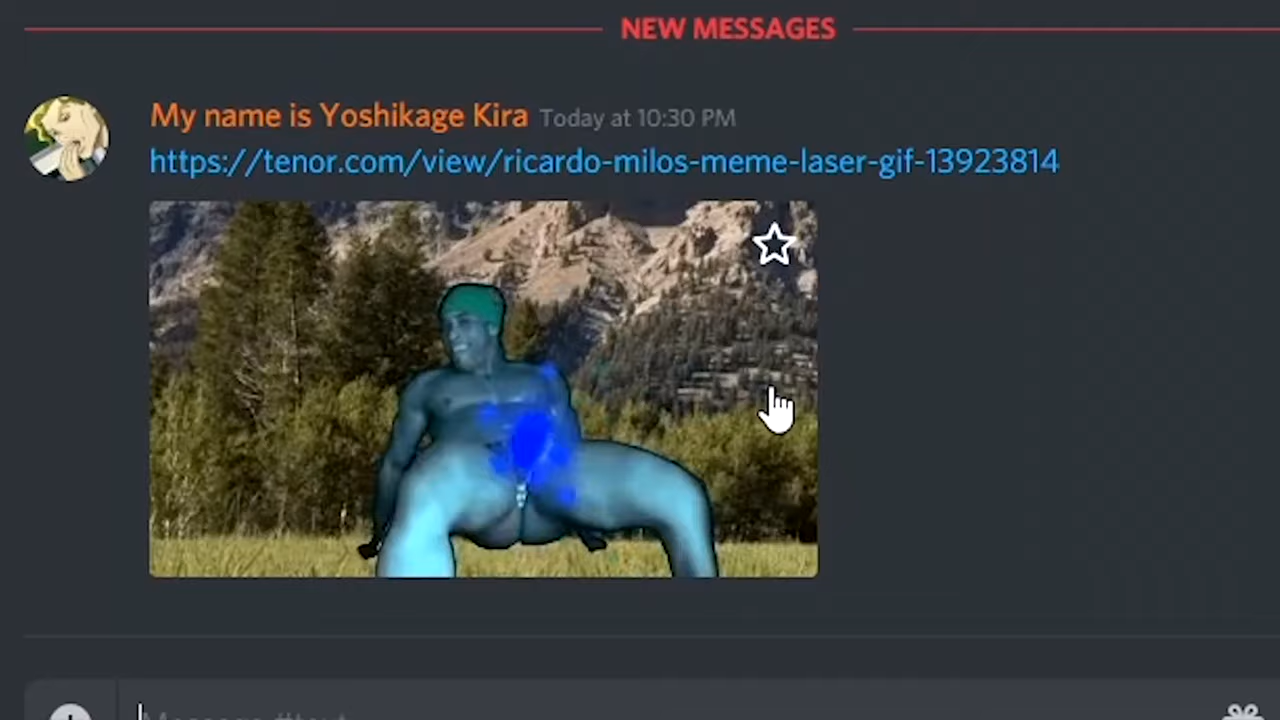 NEW MESSAGES
My name is Yoshikage Kira Today at 10:30 PM
https://tenor.com/view/ricardo-milos-meme-laser-gif-13923814